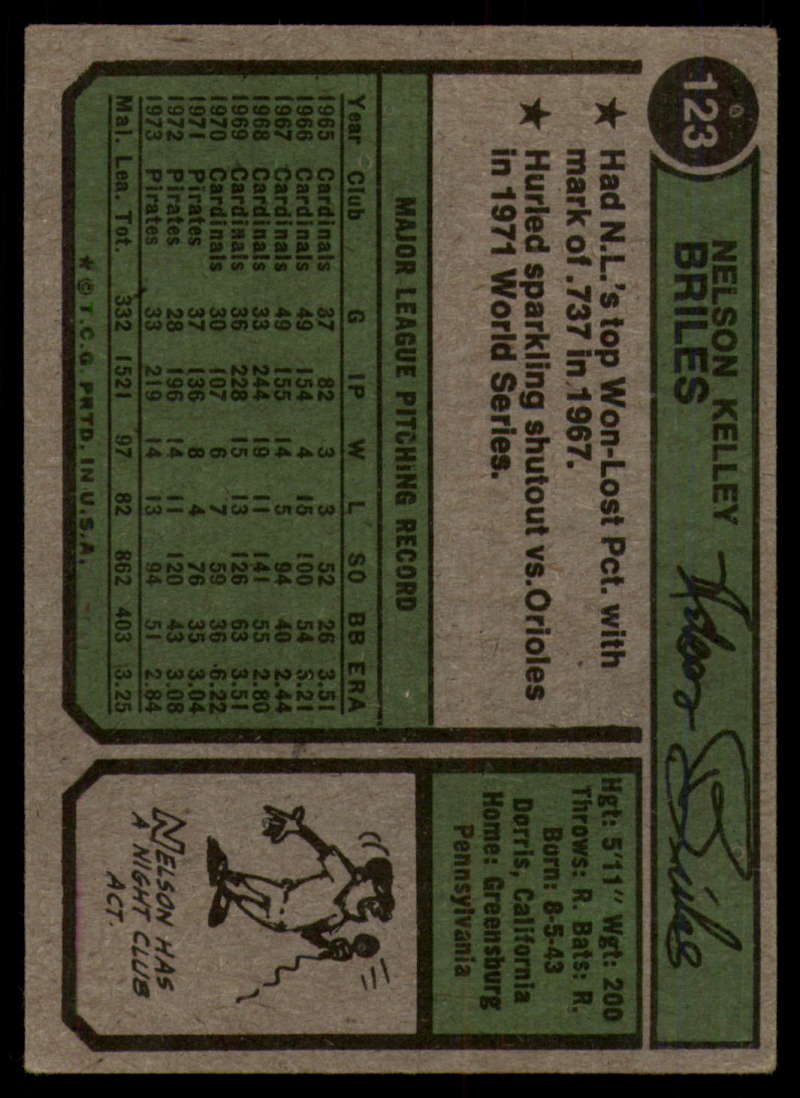 123
NELSON KELLEY
BRILES
Nelson Briles
★ Had N.L.'s top Won-Lost Pct. with
mark of .737 in 1967.
★ Hurled sparkling shutout vs. Orioles
in 1971 World Series.
Hgt: 5'11" Wgt: 200
Throws: R. Bats: R.
Born: 8-5-43
Dorris, California
Home: Greensburg
Pennsylvania
MAJOR LEAGUE PITCHING RECORD
Year Club G IP W L SO BB ERA
1965 Cardinals 37 82 3 3 52 26 3.51
1966 Cardinals 49 154 4 15 100 54 3.21
1967 Cardinals 49 155 14 5 94 40 2.44
1968 Cardinals 33 244 19 11 141 55 2.80
1969 Cardinals 36 228 15 13 126 63 3.51
1970 Cardinals 30 107 6 7 59 36 6.22
1971 Pirates 37 136 8 4 76 35 3.04
1972 Pirates 28 196 14 11 120 43 3.08
1973 Pirates 33 219 14 13 94 51 2.84
Maj. Lea. Tot. 332 1521 97 82 862 403 3.25
★ © T.C.G. PRTD. IN U.S.A.
NELSON HAS
A NIGHT CLUB
ACT.